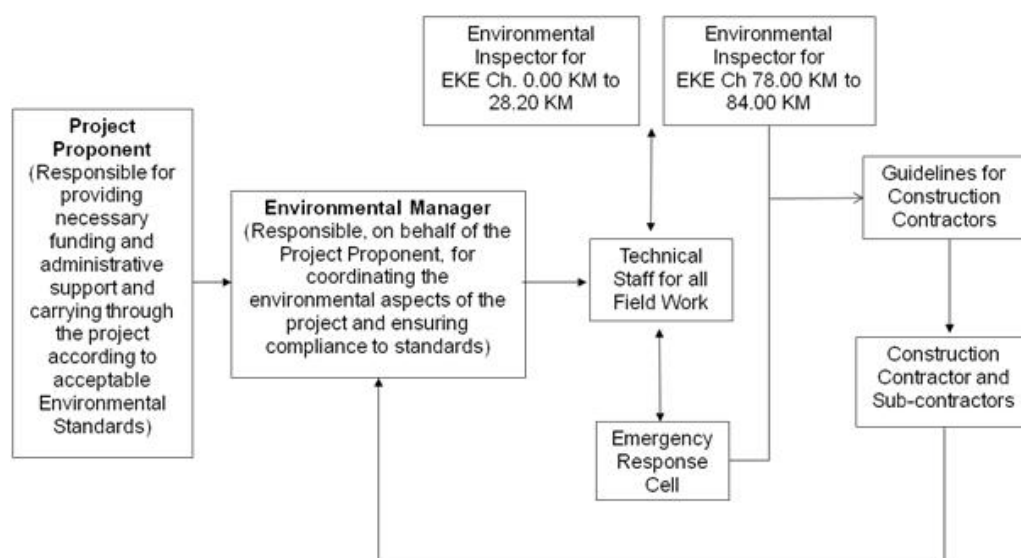 Project
Proponent
(Responsible for
providing
necessary
funding and
administrative
support and
carrying through
the project
according to
acceptable
Environmental
Standards)
Environmental Manager
(Responsible, on behalf of the
Project Proponent, for
coordinating the
environmental aspects of the
project and ensuring
compliance to standards)
Environmental
Inspector for
EKE Ch. 0.00 KM to
28.20 KM
Environmental
Inspector for
EKE Ch 78.00 KM to
84.00 KM
Technical
Staff for all
Field Work
Emergency
Response
Cell
Guidelines for
Construction
Contractors
Construction
Contractor and
Sub-contractors